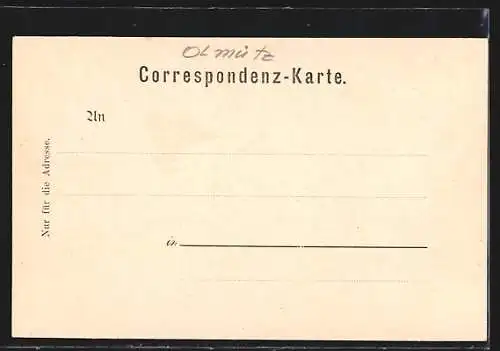 Olmütz
Correspondenz-Karte.
An
Nur für die Adresse.
in